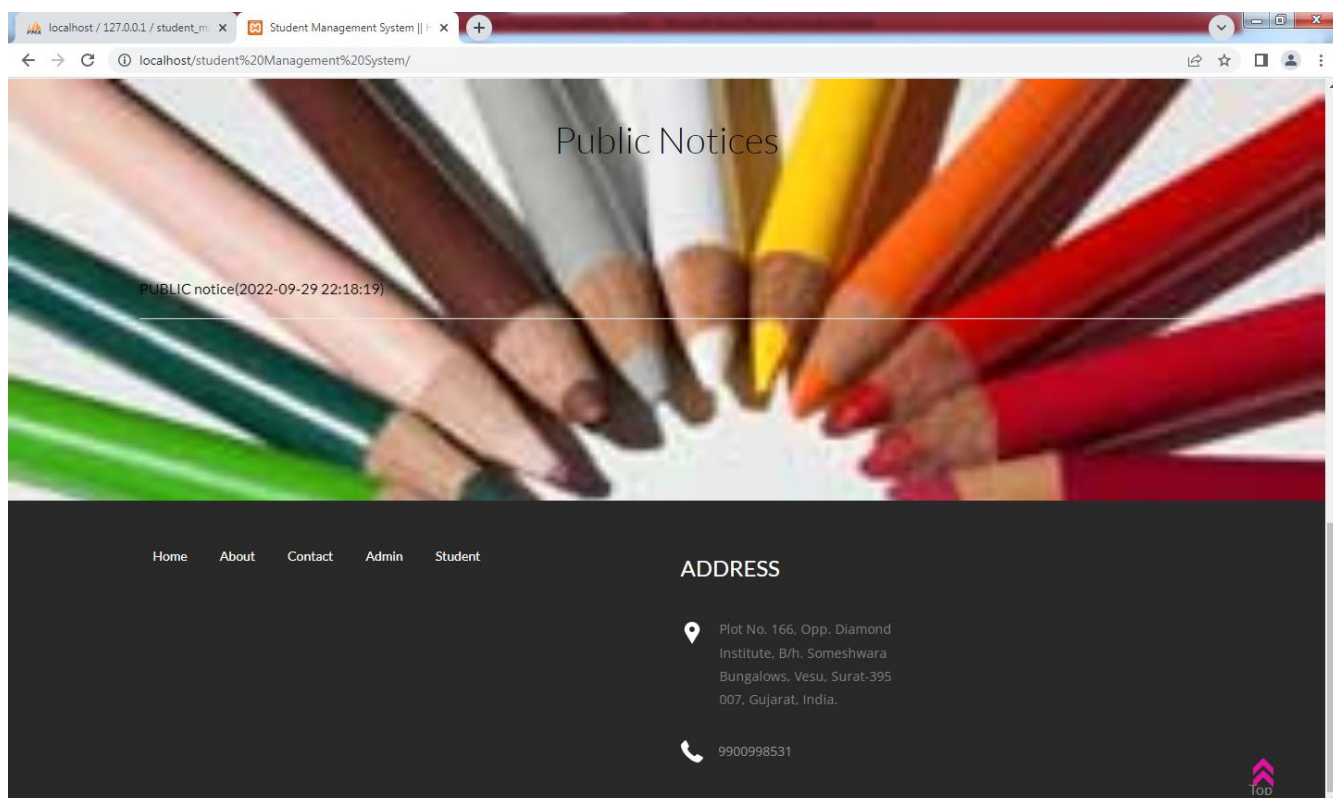 localhost / 127.0.0.1 / student_m
Student Management System || H
localhost/student%20Management%20System/
Public Notices
PUBLIC notice(2022-09-29 22:18:19)
Home About Contact Admin Student
ADDRESS
Plot No. 166, Opp. Diamond
Institute, B/h. Someshwara
Bungalows, Vesu, Surat-395
007, Gujarat, India.
9900998531
Top